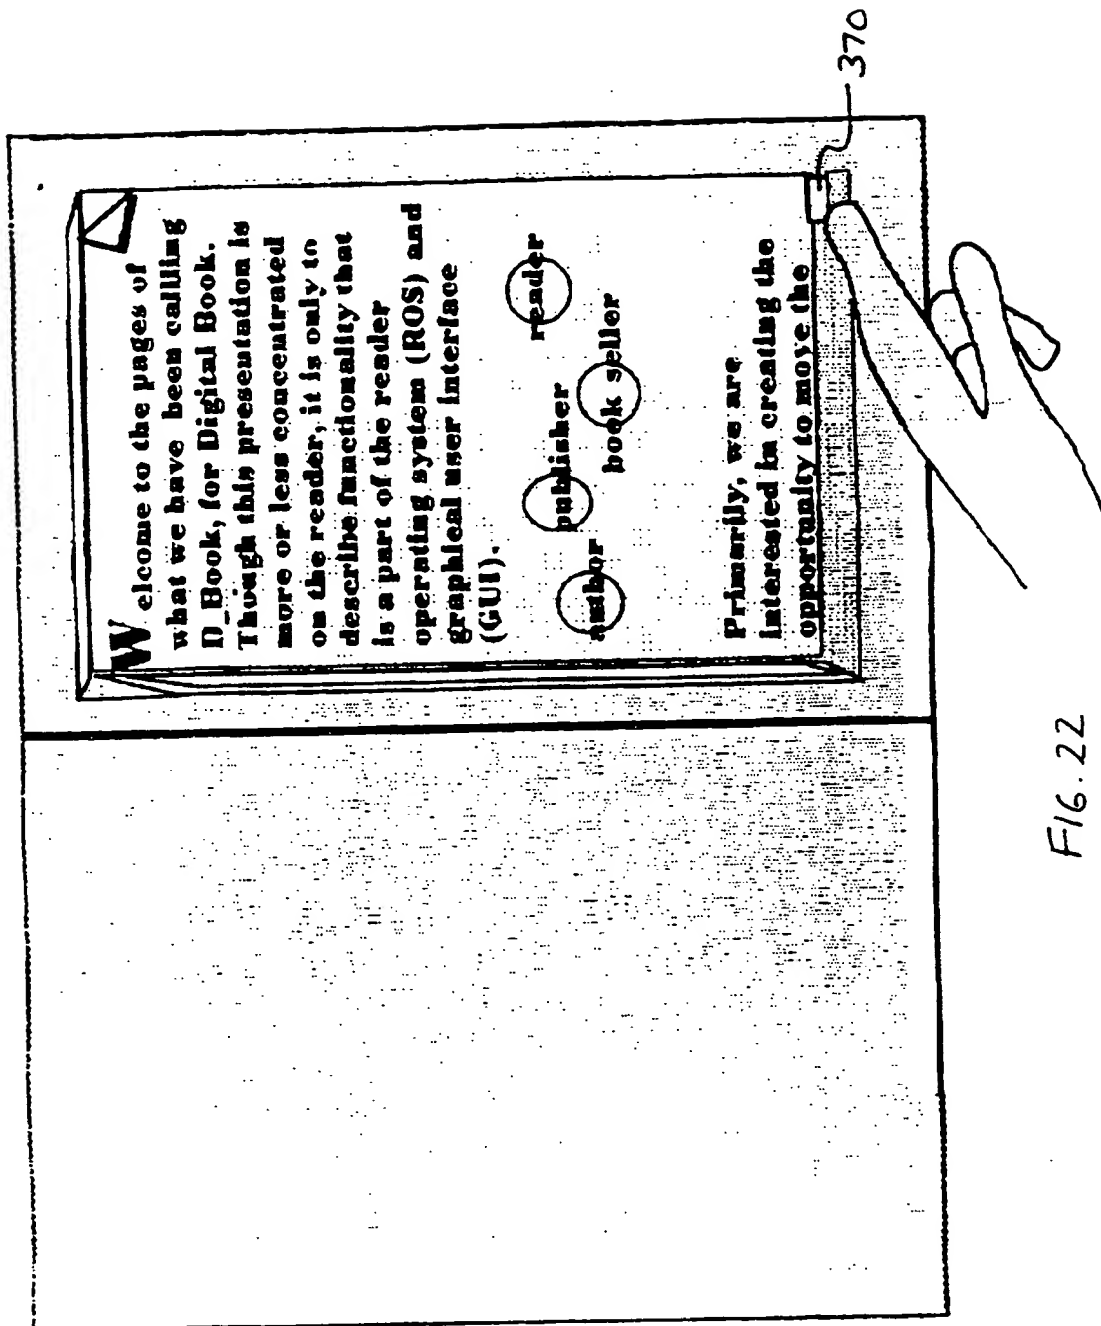 Welcome to the pages of
what we have been callling
D_Book, for Digital Book.
Though this presentation is
more or less concentrated
on the reader, it is only to
describe functionality that
is a part of the reader
operating system (ROS) and
graphical user interface
(GUI).
reader
publisher
book seller
author
Primarily, we are
interested in creating the
opportunity to move the
370
FIG. 22